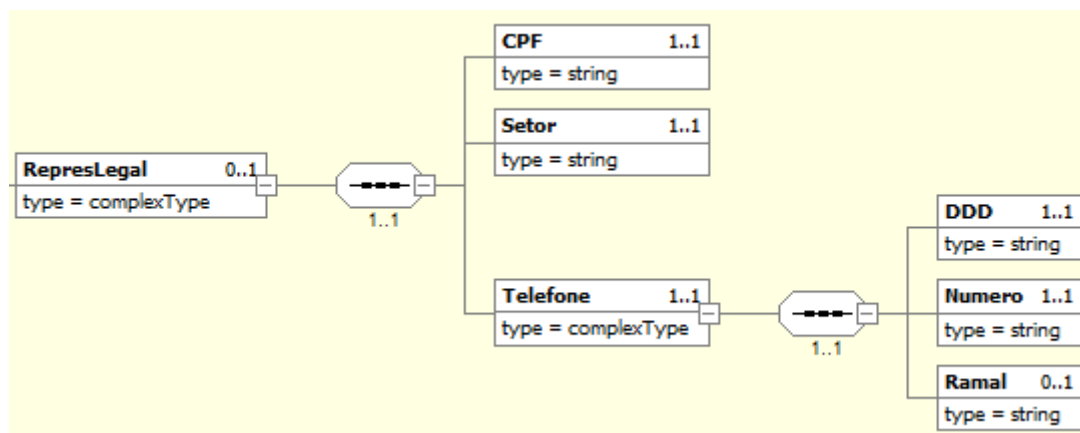 CPF 1..1
type = string
Setor 1..1
type = string
RepresLegal 0..1
type = complexType
1..1
Telefone 1..1
type = complexType
1..1
DDD 1..1
type = string
Numero 1..1
type = string
Ramal 0..1
type = string